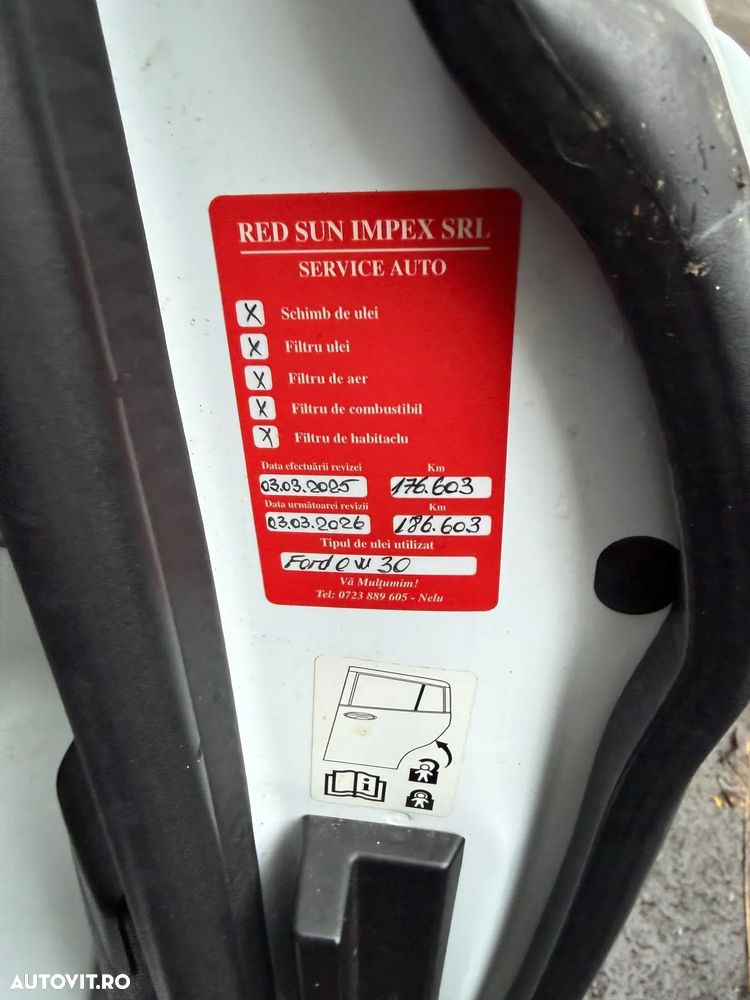 RED SUN IMPEX SRL
SERVICE AUTO
X Schimb de ulei
X Filtru ulei
X Filtru de aer
X Filtru de combustibil
X Filtru de habitaclu
Data efectuării revizei Km
03.03.2025 176.603
Data următoarei revizii Km
03.03.2026 186.603
Tipul de ulei utilizat
Ford 0W30
Vă Mulțumim!
Tel: 0723 889 605 - Nelu
i
AUTOVIT.RO